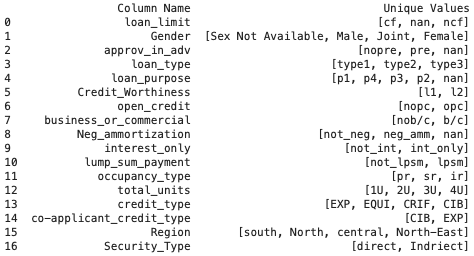 Column Name Unique Values
0 loan_limit [cf, nan, ncf]
1 Gender [Sex Not Available, Male, Joint, Female]
2 approv_in_adv [nopre, pre, nan]
3 loan_type [type1, type2, type3]
4 loan_purpose [p1, p4, p3, p2, nan]
5 Credit_Worthiness [l1, l2]
6 open_credit [nopc, opc]
7 business_or_commercial [nob/c, b/c]
8 Neg_ammortization [not_neg, neg_amm, nan]
9 interest_only [not_int, int_only]
10 lump_sum_payment [not_lpsm, lpsm]
11 occupancy_type [pr, sr, ir]
12 total_units [1U, 2U, 3U, 4U]
13 credit_type [EXP, EQUI, CRIF, CIB]
14 co-applicant_credit_type [CIB, EXP]
15 Region [south, North, central, North-East]
16 Security_Type [direct, Indriect]